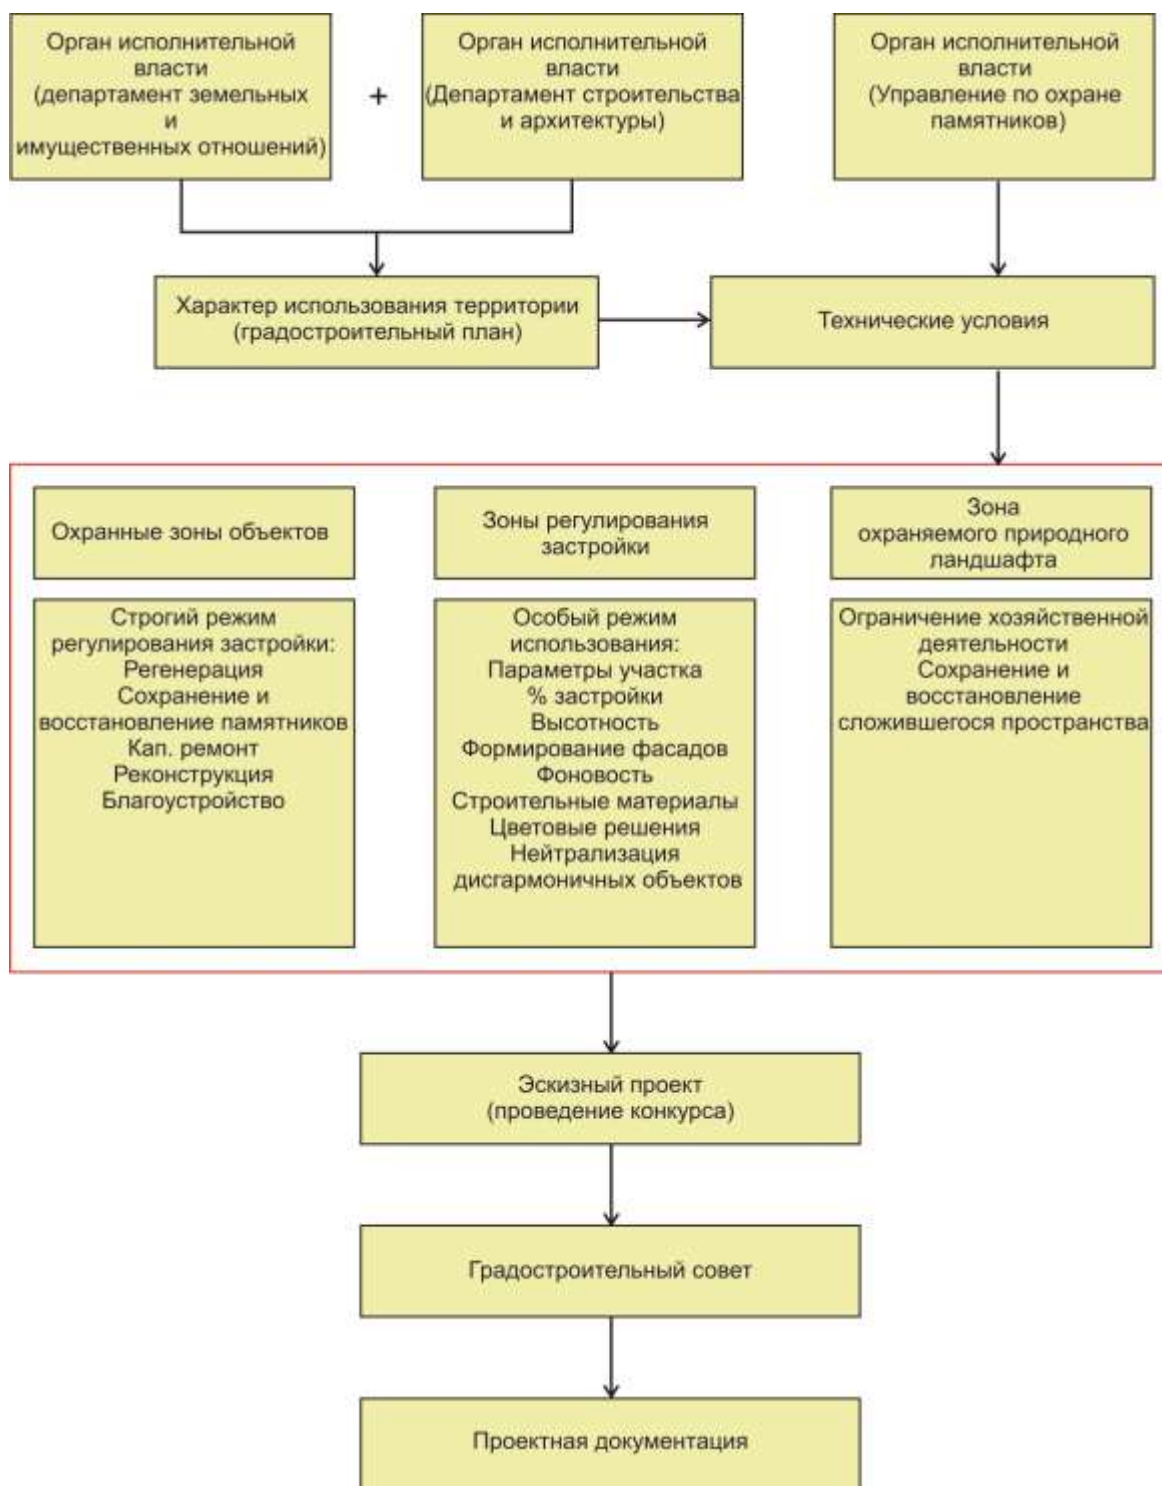 Орган исполнительной
власти
(департамент земельных
и
имущественных отношений)
+
Орган исполнительной
власти
(Департамент строительства
и архитектуры)
Орган исполнительной
власти
(Управление по охране
памятников)
Характер использования территории
(градостроительный план)
Технические условия
Охранные зоны объектов
Зоны регулирования
застройки
Зона
охраняемого природного
ландшафта
Строгий режим
регулирования застройки:
Регенерация
Сохранение и
восстановление памятников
Кап. ремонт
Реконструкция
Благоустройство
Особый режим
использования:
Параметры участка
% застройки
Высотность
Формирование фасадов
Фоновость
Строительные материалы
Цветовые решения
Нейтрализация
дисгармоничных объектов
Ограничение хозяйственной
деятельности
Сохранение и
восстановление
сложившегося пространства
Эскизный проект
(проведение конкурса)
Градостроительный совет
Проектная документация